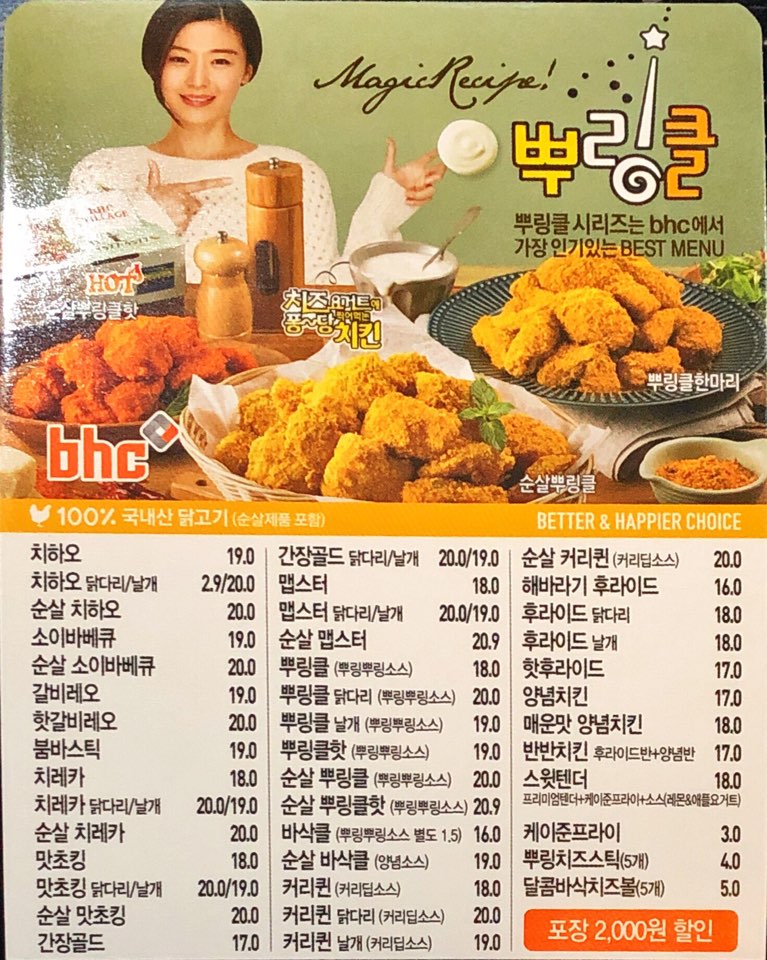 Magic Recipe!
뿌링클
뿌링클 시리즈는 bhc에서
가장 인기있는 BEST MENU
BHC
VILLAGE
HOT
순살뿌링클핫
치즈퐁~당
요거트에
찍어먹는
치킨
뿌링클한마리
bhc
순살뿌링클
100% 국내산 닭고기 (순살제품 포함)
BETTER & HAPPIER CHOICE
치하오 19.0
치하오 닭다리/날개 2.9/20.0
순살 치하오 20.0
소이바베큐 19.0
순살 소이바베큐 20.0
갈비레오 19.0
핫갈비레오 20.0
붐바스틱 19.0
치레카 18.0
치레카 닭다리/날개 20.0/19.0
순살 치레카 20.0
맛초킹 18.0
맛초킹 닭다리/날개 20.0/19.0
순살 맛초킹 20.0
간장골드 17.0
간장골드 닭다리/날개 20.0/19.0
맵스터 18.0
맵스터 닭다리/날개 20.0/19.0
순살 맵스터 20.9
뿌링클 (뿌링뿌링소스) 18.0
뿌링클 닭다리 (뿌링뿌링소스) 20.0
뿌링클 날개 (뿌링뿌링소스) 19.0
뿌링클핫 (뿌링뿌링소스) 19.0
순살 뿌링클 (뿌링뿌링소스) 20.0
순살 뿌링클핫 (뿌링뿌링소스) 20.9
바삭클 (뿌링뿌링소스 별도 1.5) 16.0
순살 바삭클 (양념소스) 19.0
커리퀸 (커리딥소스) 18.0
커리퀸 닭다리 (커리딥소스) 20.0
커리퀸 날개 (커리딥소스) 19.0
순살 커리퀸 (커리딥소스) 20.0
해바라기 후라이드 16.0
후라이드 닭다리 18.0
후라이드 날개 18.0
핫후라이드 17.0
양념치킨 17.0
매운맛 양념치킨 18.0
반반치킨 후라이드반+양념반 17.0
스윗텐더 18.0
프리미엄텐더+케이준프라이+소스(레몬&애플요거트)
케이준프라이 3.0
뿌링치즈스틱(5개) 4.0
달콤바삭치즈볼(5개) 5.0
포장 2,000원 할인